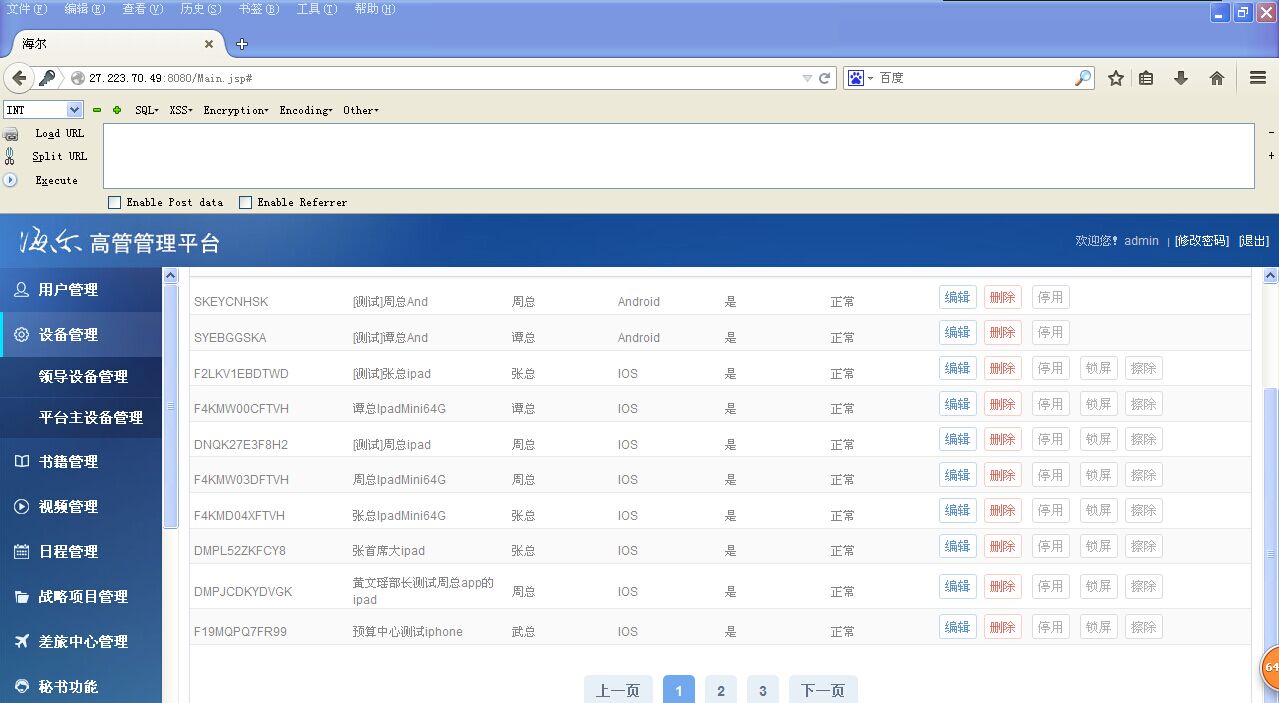 文件(F) 编辑(E) 查看(V) 历史(S) 书签(B) 工具(T) 帮助(H)
海尔
27.223.70.49:8080/Main.jsp#
百度
INT SQL XSS Encryption Encoding Other
Load URL
Split URL
Execute
Enable Post data Enable Referrer
海尔 高管管理平台
欢迎您! admin | [修改密码] [退出]
用户管理
设备管理
领导设备管理
平台主设备管理
书籍管理
视频管理
日程管理
战略项目管理
差旅中心管理
秘书功能
SKEYCNHSK [测试]周总And 周总 Android 是 正常 编辑 删除 停用
SYEBGGSKA [测试]谭总And 谭总 Android 是 正常 编辑 删除 停用
F2LKV1EBDTWD [测试]张总ipad 张总 IOS 是 正常 编辑 删除 停用 锁屏 擦除
F4KMW00CFTVH 谭总IpadMini64G 谭总 IOS 是 正常 编辑 删除 停用 锁屏 擦除
DNQK27E3F8H2 [测试]周总ipad 周总 IOS 是 正常 编辑 删除 停用 锁屏 擦除
F4KMW03DFTVH 周总IpadMini64G 周总 IOS 是 正常 编辑 删除 停用 锁屏 擦除
F4KMD04XFTVH 张总IpadMini64G 张总 IOS 是 正常 编辑 删除 停用 锁屏 擦除
DMPL52ZKFCY8 张首席大ipad 张总 IOS 是 正常 编辑 删除 停用 锁屏 擦除
DMPJCDKYDVGK 黄文瑶部长测试周总app的 周总 IOS 是 正常 编辑 删除 停用 锁屏 擦除
ipad
F19MQPQ7FR99 预算中心测试iphone 武总 IOS 是 正常 编辑 删除 停用 锁屏 擦除
上一页 1 2 3 下一页
64